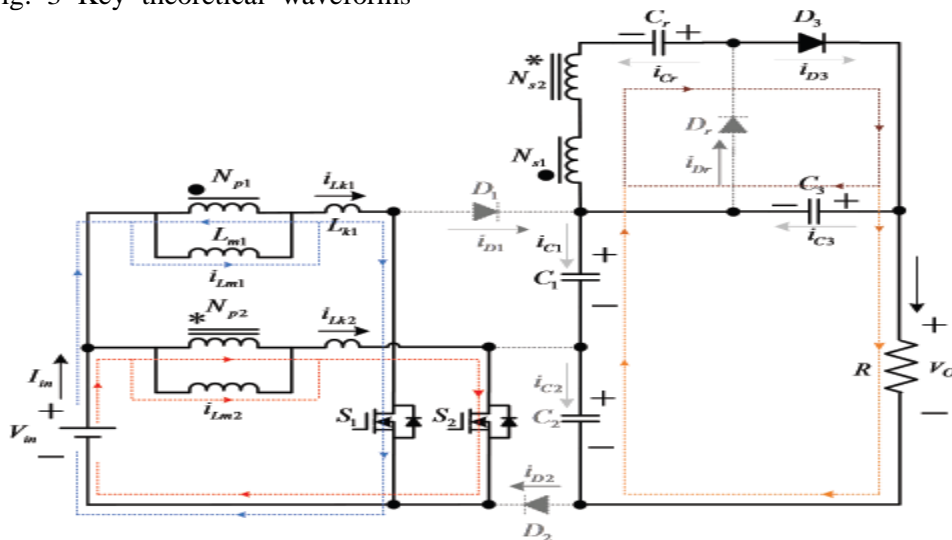 Fig. 3 Key theoretical waveforms
Cr
D3
− +
*
Ns2
iCr
iD3
Dr
Ns1
iDr
Np1
iLk1
D1
C3
− +
Lm1
Lk1
iD1
iC1
iC3
iLm1
C1
+
−
* Np2
iLk2
Iin
+
Vin
−
iLm2
S1
S2
iC2
C2
+
−
R
+
VO
−
iD2
D2